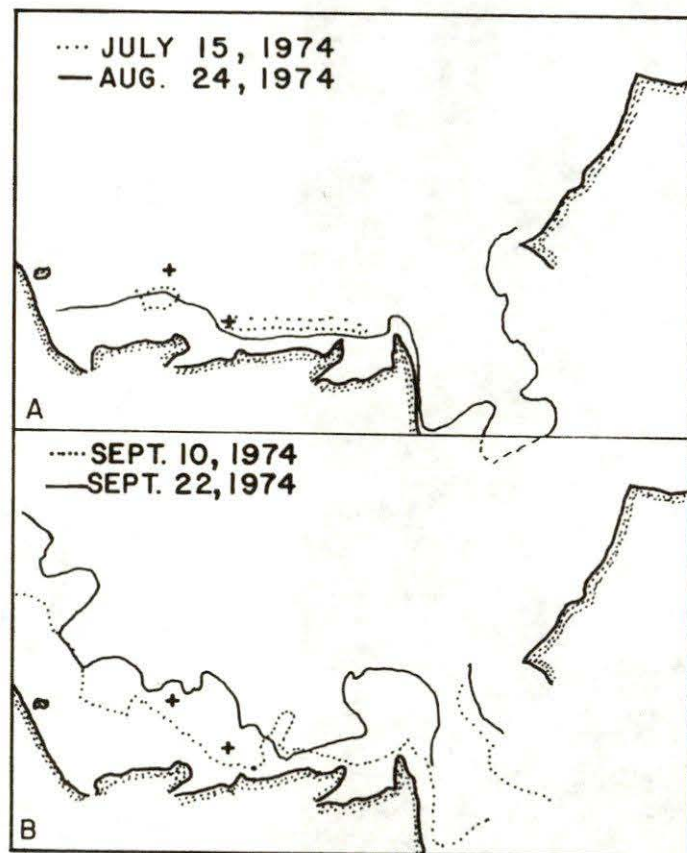 ..... JULY 15, 1974
— AUG. 24, 1974
A
..... SEPT. 10, 1974
— SEPT. 22, 1974
B